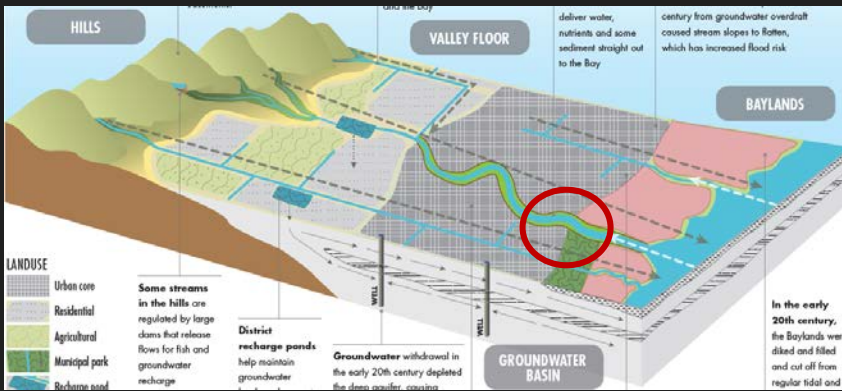 and the Bay
HILLS
VALLEY FLOOR
deliver water,
nutrients and some
sediment straight out
to the Bay
century from groundwater overdraft
caused stream slopes to flatten,
which has increased flood risk
BAYLANDS
LANDUSE
Urban core
Residential
Agricultural
Municipal park
Recharge pond
Some streams
in the hills are
regulated by large
dams that release
flows for fish and
groundwater
recharge
District
recharge ponds
help maintain
groundwater
WELL
WELL
Groundwater withdrawal in
the early 20th century depleted
the deep aquifer, causing
GROUNDWATER
BASIN
In the early
20th century,
the Baylands were
diked and filled
and cut off from
regular tidal and